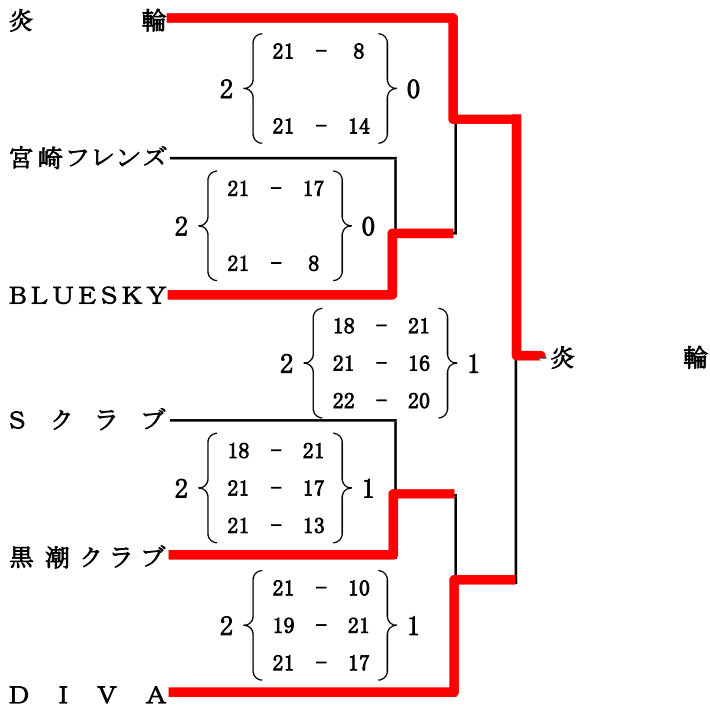 炎　輪
21 － 8
2 0
21 － 14
宮崎フレンズ
21 － 17
2 0
21 － 8
BLUESKY
18 － 21
2 21 － 16 1
22 － 20
炎　輪
Sクラブ
18 － 21
2 21 － 17 1
21 － 13
黒潮クラブ
21 － 10
2 19 － 21 1
21 － 17
DIVA